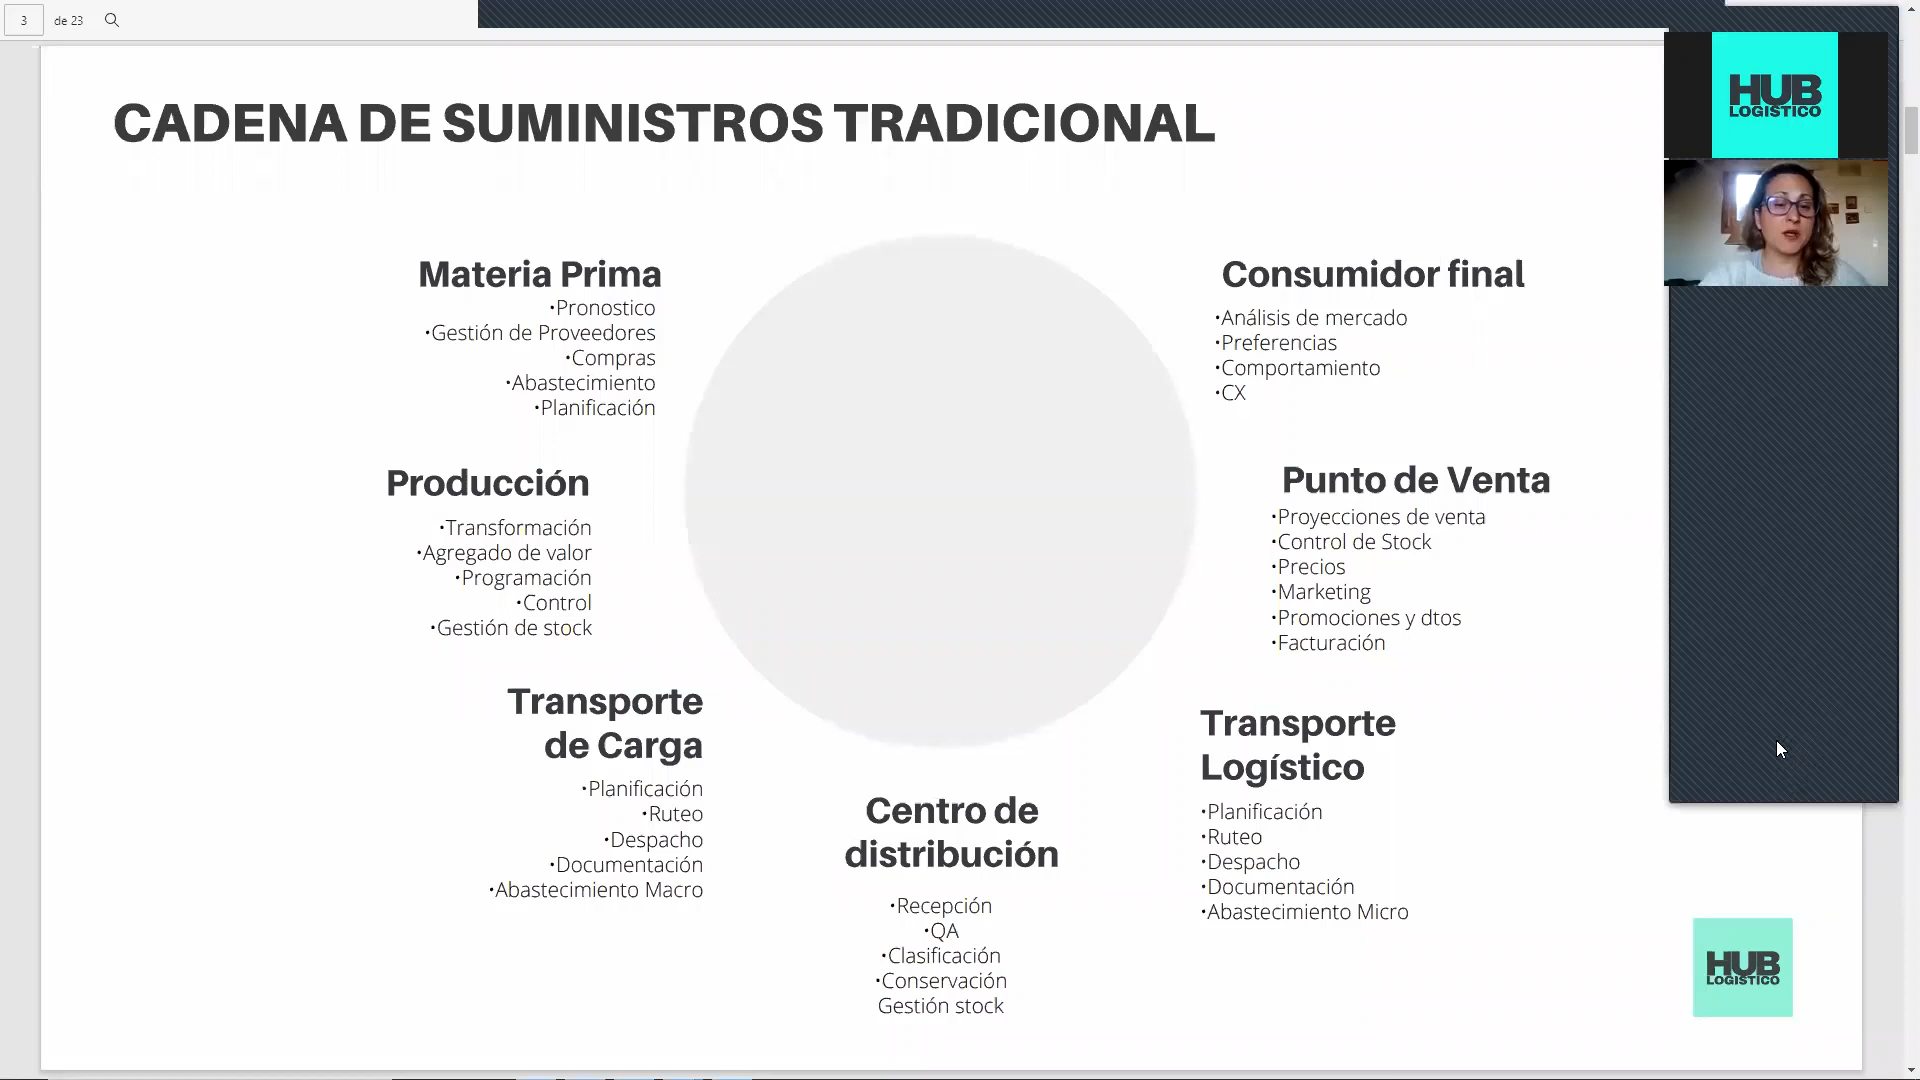 3 de 23
CADENA DE SUMINISTROS TRADICIONAL
HUB
LOGISTICO
Materia Prima
•Pronostico
•Gestión de Proveedores
•Compras
•Abastecimiento
•Planificación
Producción
•Transformación
•Agregado de valor
•Programación
•Control
•Gestión de stock
Transporte
de Carga
•Planificación
•Ruteo
•Despacho
•Documentación
•Abastecimiento Macro
Centro de
distribución
•Recepción
•QA
•Clasificación
•Conservación
Gestión stock
Transporte
Logístico
•Planificación
•Ruteo
•Despacho
•Documentación
•Abastecimiento Micro
Punto de Venta
•Proyecciones de venta
•Control de Stock
•Precios
•Marketing
•Promociones y dtos
•Facturación
Consumidor final
•Análisis de mercado
•Preferencias
•Comportamiento
•CX
HUB
LOGISTICO